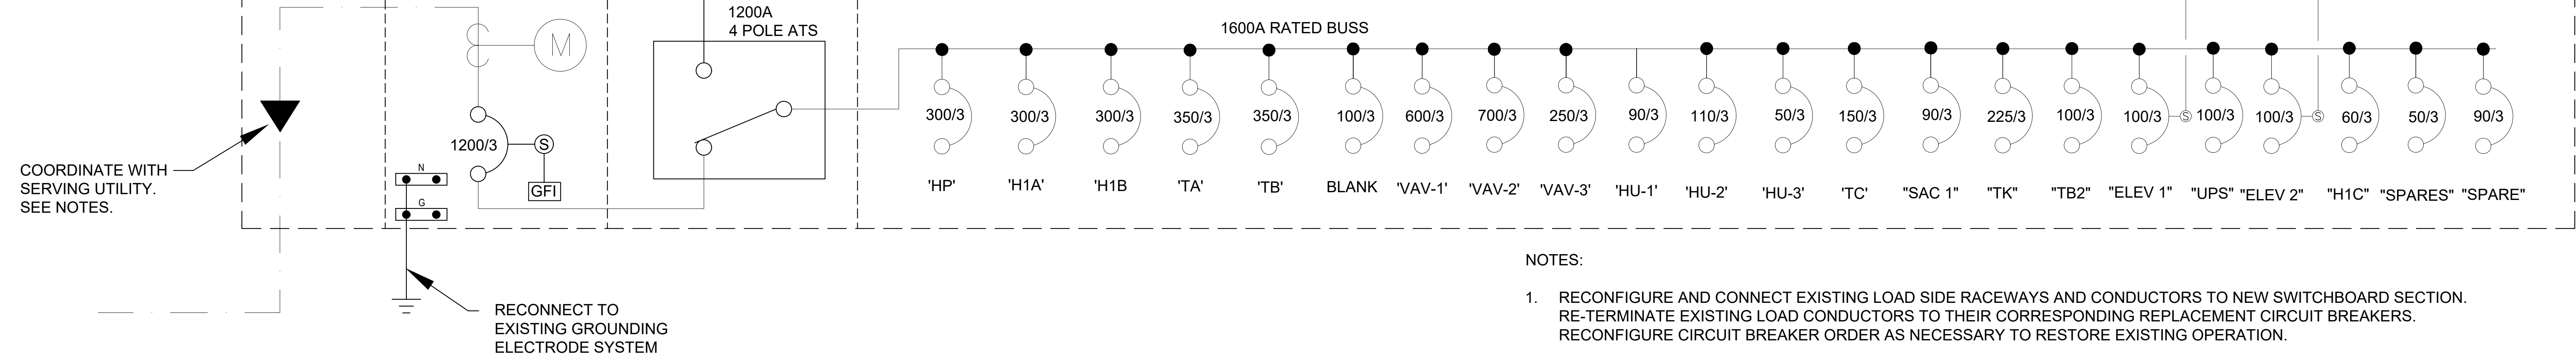 1200A
4 POLE ATS
1600A RATED BUSS
M
1200/3
S
GFI
N
G
COORDINATE WITH
SERVING UTILITY.
SEE NOTES.
RECONNECT TO
EXISTING GROUNDING
ELECTRODE SYSTEM
300/3 300/3 300/3 350/3 350/3 100/3 600/3 700/3 250/3 90/3 110/3 50/3 150/3 90/3 225/3 100/3 100/3 S 100/3 100/3 S 60/3 50/3 90/3
'HP' 'H1A' 'H1B 'TA' 'TB' BLANK 'VAV-1' 'VAV-2' 'VAV-3' 'HU-1' 'HU-2' 'HU-3' 'TC' "SAC 1" "TK" "TB2" "ELEV 1" "UPS" "ELEV 2" "H1C" "SPARES" "SPARE"
NOTES:
1. RECONFIGURE AND CONNECT EXISTING LOAD SIDE RACEWAYS AND CONDUCTORS TO NEW SWITCHBOARD SECTION.
RE-TERMINATE EXISTING LOAD CONDUCTORS TO THEIR CORRESPONDING REPLACEMENT CIRCUIT BREAKERS.
RECONFIGURE CIRCUIT BREAKER ORDER AS NECESSARY TO RESTORE EXISTING OPERATION.